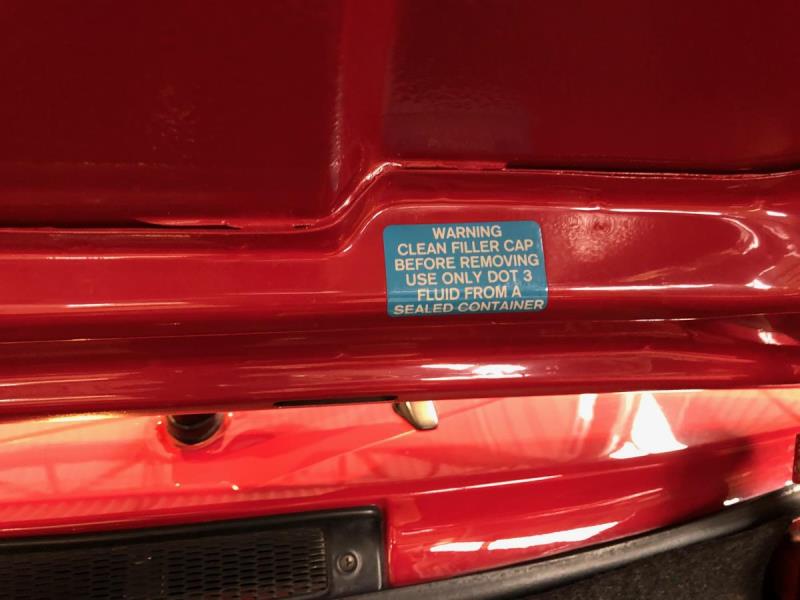 WARNING
CLEAN FILLER CAP
BEFORE REMOVING
USE ONLY DOT 3
FLUID FROM A
SEALED CONTAINER